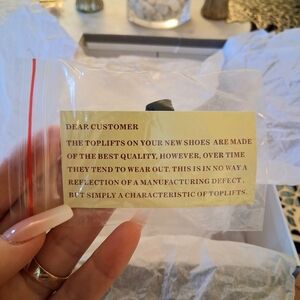 DEAR CUSTOMER
THE TOPLIFTS ON YOUR NEW SHOES ARE MADE
OF THE BEST QUALITY, HOWEVER, OVER TIME
THEY TEND TO WEAR OUT. THIS IS IN NO WAY A
REFLECTION OF A MANUFACTURING DEFECT,
BUT SIMPLY A CHARACTERISTIC OF TOPLIFTS.